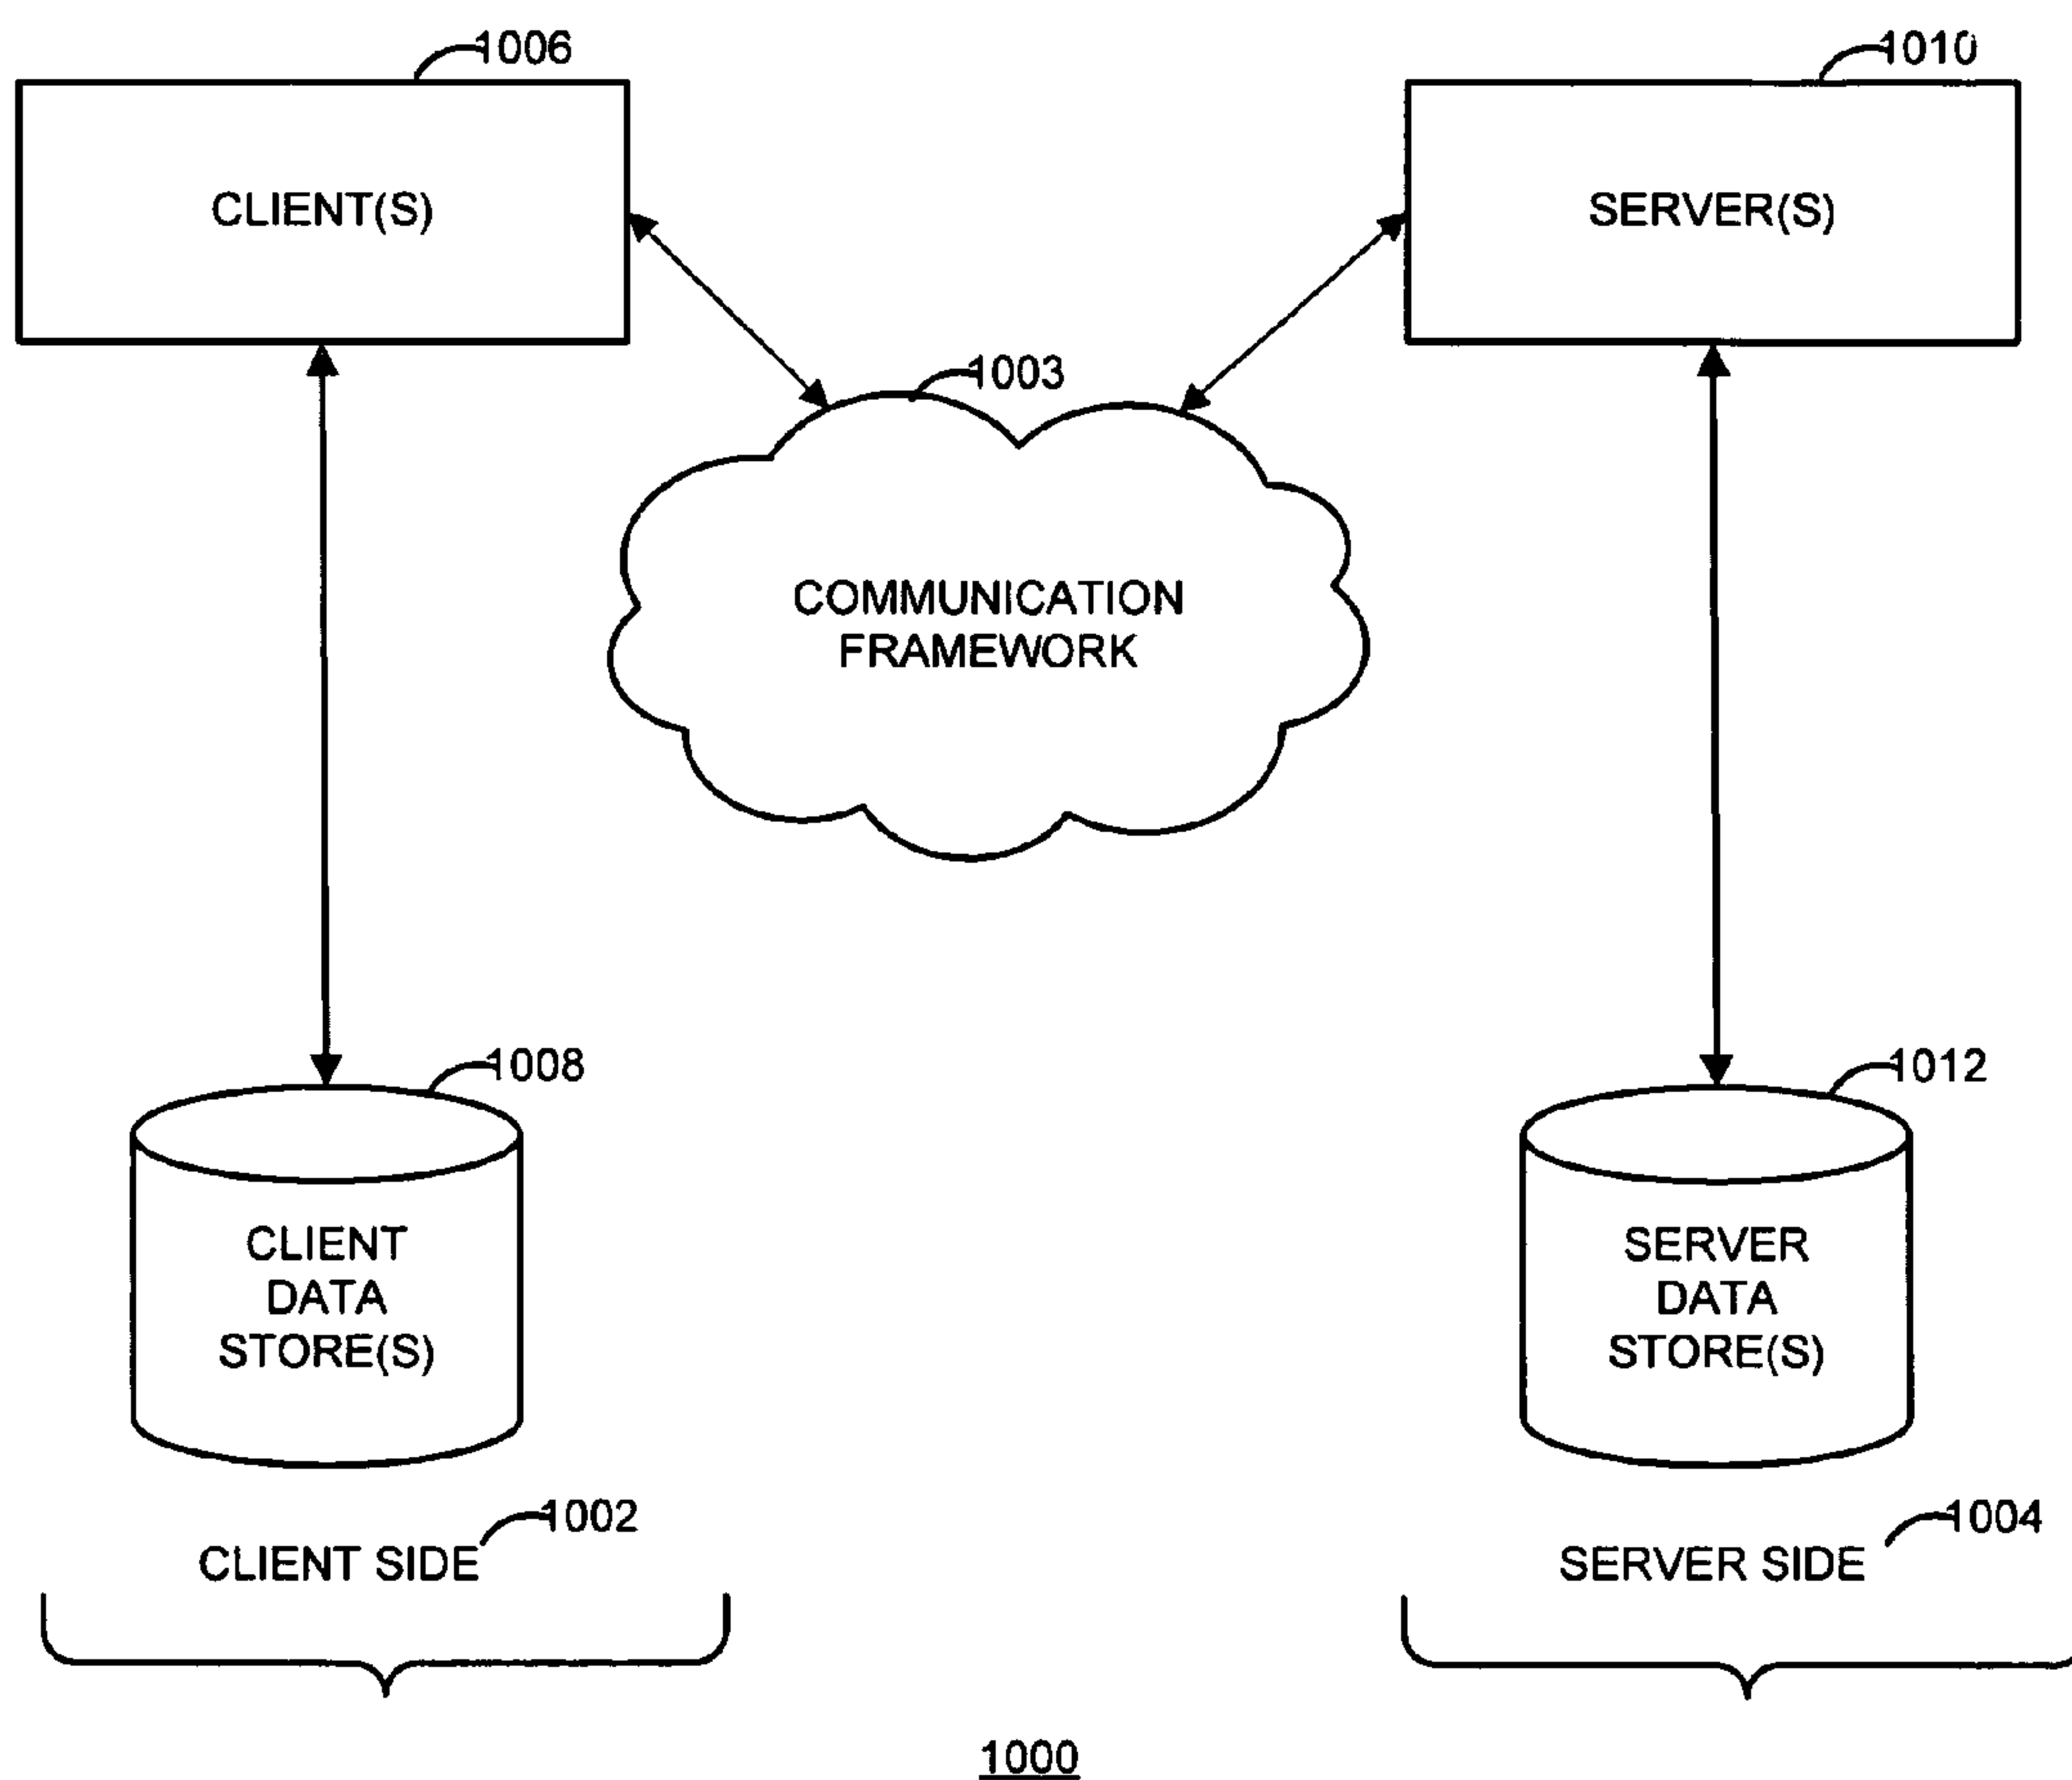 1006
1010
CLIENT(S)
SERVER(S)
1003
COMMUNICATION
FRAMEWORK
1008
1012
CLIENT
DATA
STORE(S)
SERVER
DATA
STORE(S)
1002
CLIENT SIDE
1004
SERVER SIDE
1000